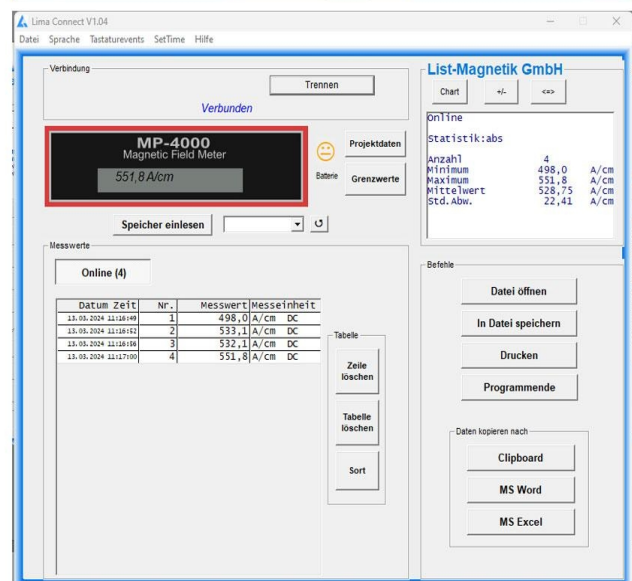 Lima Connect V1.04
Datei Sprache Tastaturevents SetTime Hilfe
Verbindung
Trennen
Verbunden
MP-4000
Magnetic Field Meter
551,8 A/cm
Batterie
Projektdaten
Grenzwerte
Speicher einlesen
Messwerte
Online (4)
Datum Zeit Nr. Messwert Messeinheit
13.03.2024 11:16:49 1 498,0 A/cm DC
13.03.2024 11:16:52 2 533,1 A/cm DC
13.03.2024 11:16:56 3 532,1 A/cm DC
13.03.2024 11:17:00 4 551,8 A/cm DC
Tabelle
Zeile
löschen
Tabelle
löschen
Sort
List-Magnetik GmbH
Chart +/- <=>
Online
Statistik:abs
Anzahl 4
Minimum 498,0 A/cm
Maximum 551,8 A/cm
Mittelwert 528,75 A/cm
Std.Abw. 22,41 A/cm
Befehle
Datei öffnen
In Datei speichern
Drucken
Programmende
Daten kopieren nach
Clipboard
MS Word
MS Excel